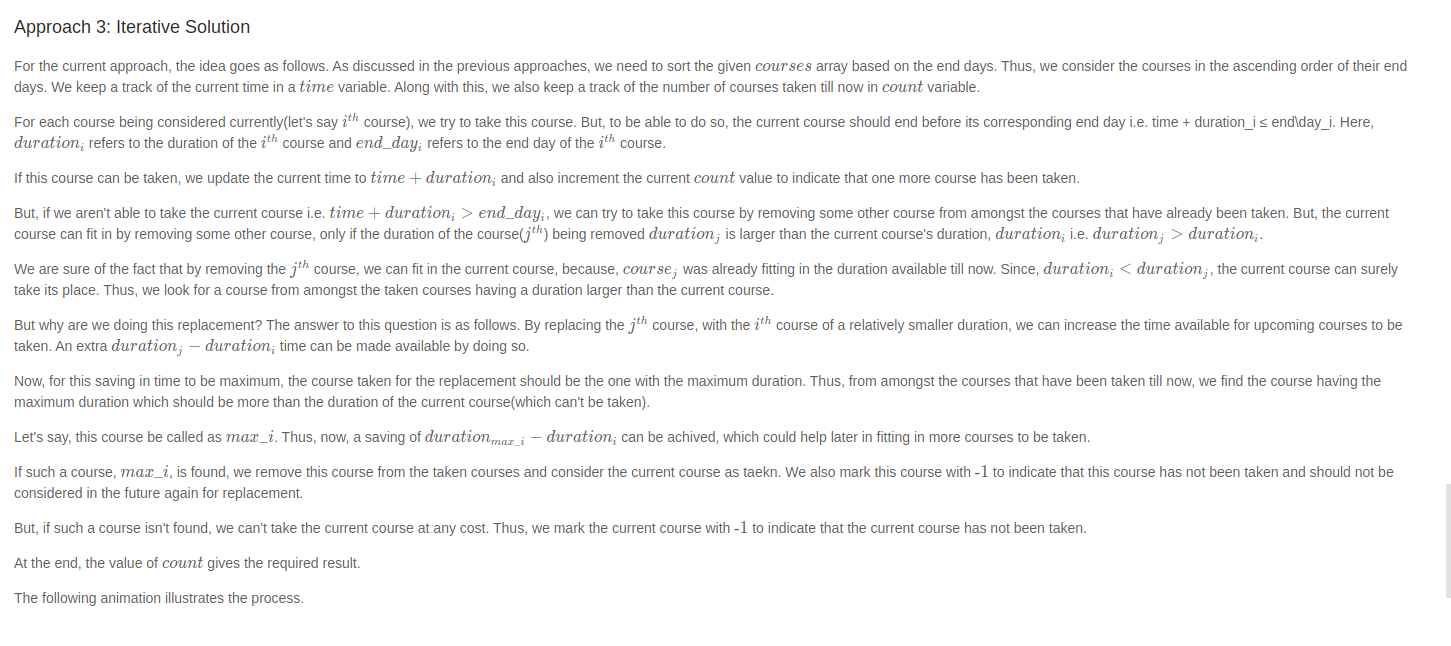 Approach 3: Iterative Solution
For the current approach, the idea goes as follows. As discussed in the previous approaches, we need to sort the given courses array based on the end days. Thus, we consider the courses in the ascending order of their end
days. We keep a track of the current time in a time variable. Along with this, we also keep a track of the number of courses taken till now in count variable.
For each course being considered currently(let's say i^{th} course), we try to take this course. But, to be able to do so, the current course should end before its corresponding end day i.e. time + duration_i ≤ end\day_i. Here,
duration_i refers to the duration of the i^{th} course and end_day_i refers to the end day of the i^{th} course.
If this course can be taken, we update the current time to time + duration_i and also increment the current count value to indicate that one more course has been taken.
But, if we aren't able to take the current course i.e. time + duration_i > end_day_i, we can try to take this course by removing some other course from amongst the courses that have already been taken. But, the current
course can fit in by removing some other course, only if the duration of the course(j^{th}) being removed duration_j is larger than the current course's duration, duration_i i.e. duration_j > duration_i.
We are sure of the fact that by removing the j^{th} course, we can fit in the current course, because, course_j was already fitting in the duration available till now. Since, duration_i < duration_j, the current course can surely
take its place. Thus, we look for a course from amongst the taken courses having a duration larger than the current course.
But why are we doing this replacement? The answer to this question is as follows. By replacing the j^{th} course, with the i^{th} course of a relatively smaller duration, we can increase the time available for upcoming courses to be
taken. An extra duration_j − duration_i time can be made available by doing so.
Now, for this saving in time to be maximum, the course taken for the replacement should be the one with the maximum duration. Thus, from amongst the courses that have been taken till now, we find the course having the
maximum duration which should be more than the duration of the current course(which can't be taken).
Let's say, this course be called as max_i. Thus, now, a saving of duration_{max_i} − duration_i can be achived, which could help later in fitting in more courses to be taken.
If such a course, max_i, is found, we remove this course from the taken courses and consider the current course as taekn. We also mark this course with -1 to indicate that this course has not been taken and should not be
considered in the future again for replacement.
But, if such a course isn't found, we can't take the current course at any cost. Thus, we mark the current course with -1 to indicate that the current course has not been taken.
At the end, the value of count gives the required result.
The following animation illustrates the process.